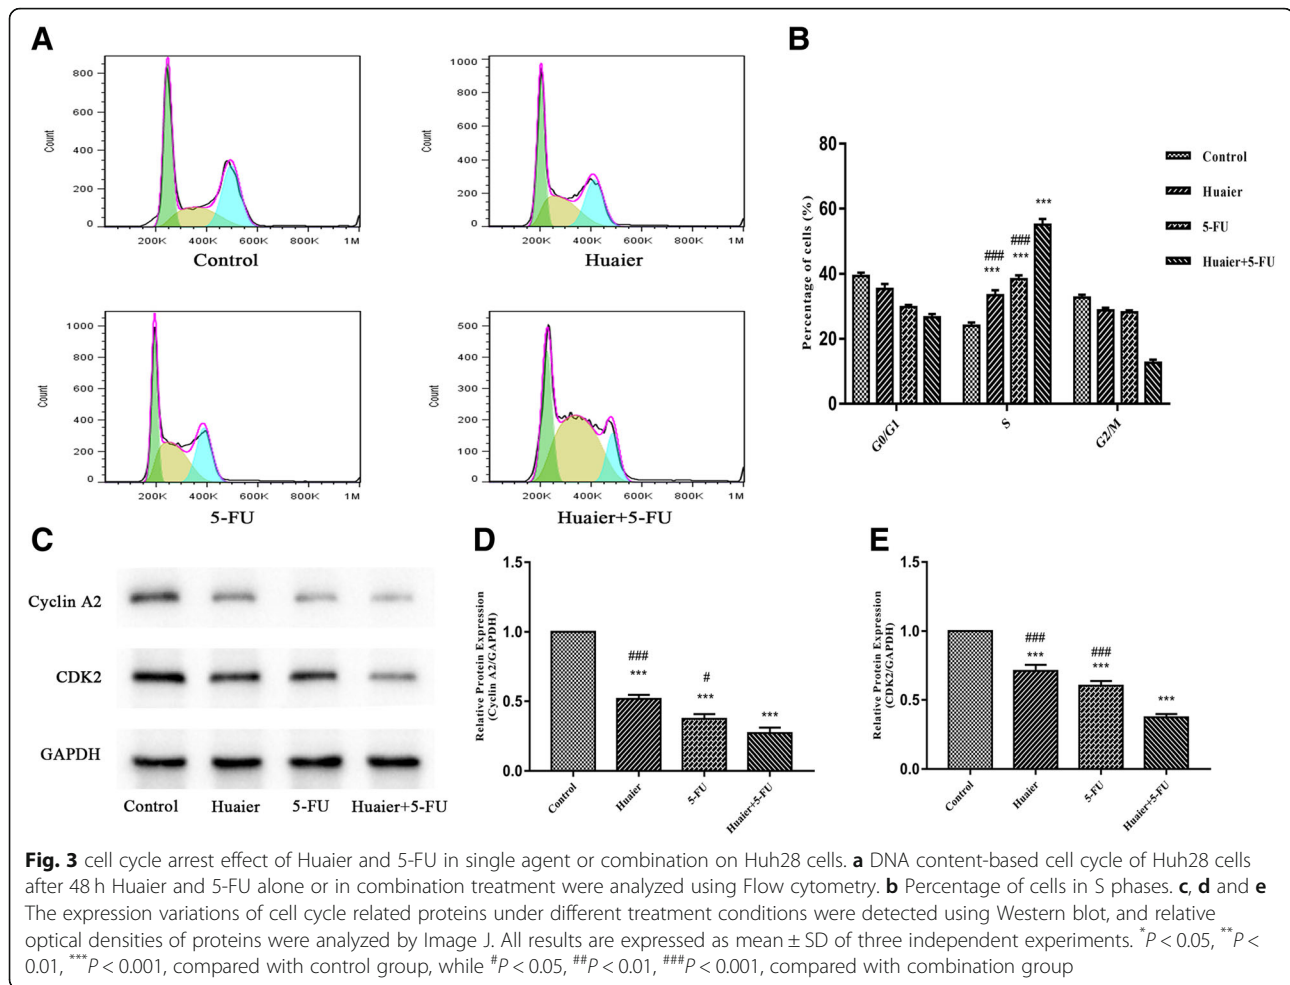 A
800
600
400
200
0
Count
200K 400K 600K 800K 1M
Control
1000
800
600
400
200
0
Count
200K 400K 600K 800K 1M
Huaier
1000
800
600
400
200
0
Count
200K 400K 600K 800K 1M
5-FU
500
400
300
200
100
0
Count
200K 400K 600K 800K 1M
Huaier+5-FU
B
80
60
40
20
0
Percentage of cells (%)
###
***
###
***
***
G0/G1
S
G2/M
Control
Huaier
5-FU
Huaier+5-FU
C
Cyclin A2
CDK2
GAPDH
Control Huaier 5-FU Huaier+5-FU
D
1.5
1.0
0.5
0.0
Relative Protein Expression
(Cyclin A2/GAPDH)
###
***
#
***
***
Control
Huaier
5-FU
Huaier+5-FU
E
1.5
1.0
0.5
0.0
Relative Protein Expression
(CDK2/GAPDH)
###
***
###
***
***
Control
Huaier
5-FU
Huaier+5-FU
Fig. 3 cell cycle arrest effect of Huaier and 5-FU in single agent or combination on Huh28 cells. a DNA content-based cell cycle of Huh28 cells
after 48 h Huaier and 5-FU alone or in combination treatment were analyzed using Flow cytometry. b Percentage of cells in S phases. c, d and e
The expression variations of cell cycle related proteins under different treatment conditions were detected using Western blot, and relative
optical densities of proteins were analyzed by Image J. All results are expressed as mean ± SD of three independent experiments. *P < 0.05, **P <
0.01, ***P < 0.001, compared with control group, while #P < 0.05, ##P < 0.01, ###P < 0.001, compared with combination group